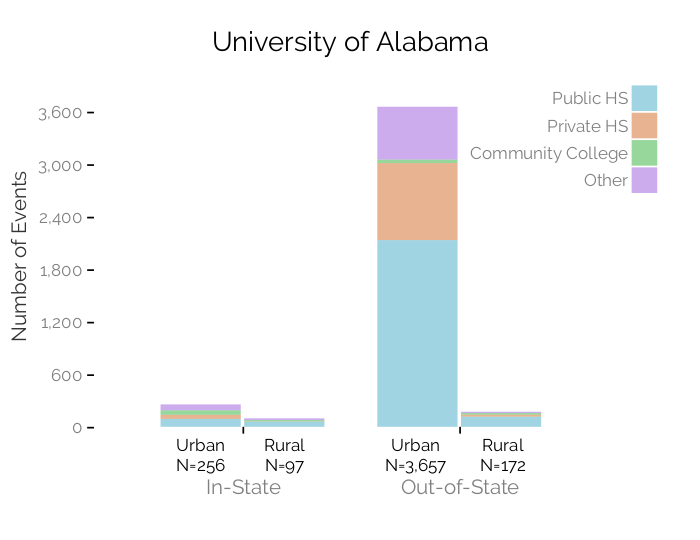 University of Alabama
Public HS
Private HS
Community College
Other
Number of Events
3,600
3,000
2,400
1,800
1,200
600
0
Urban Rural Urban Rural
N=256 N=97 N=3,657 N=172
In-State Out-of-State